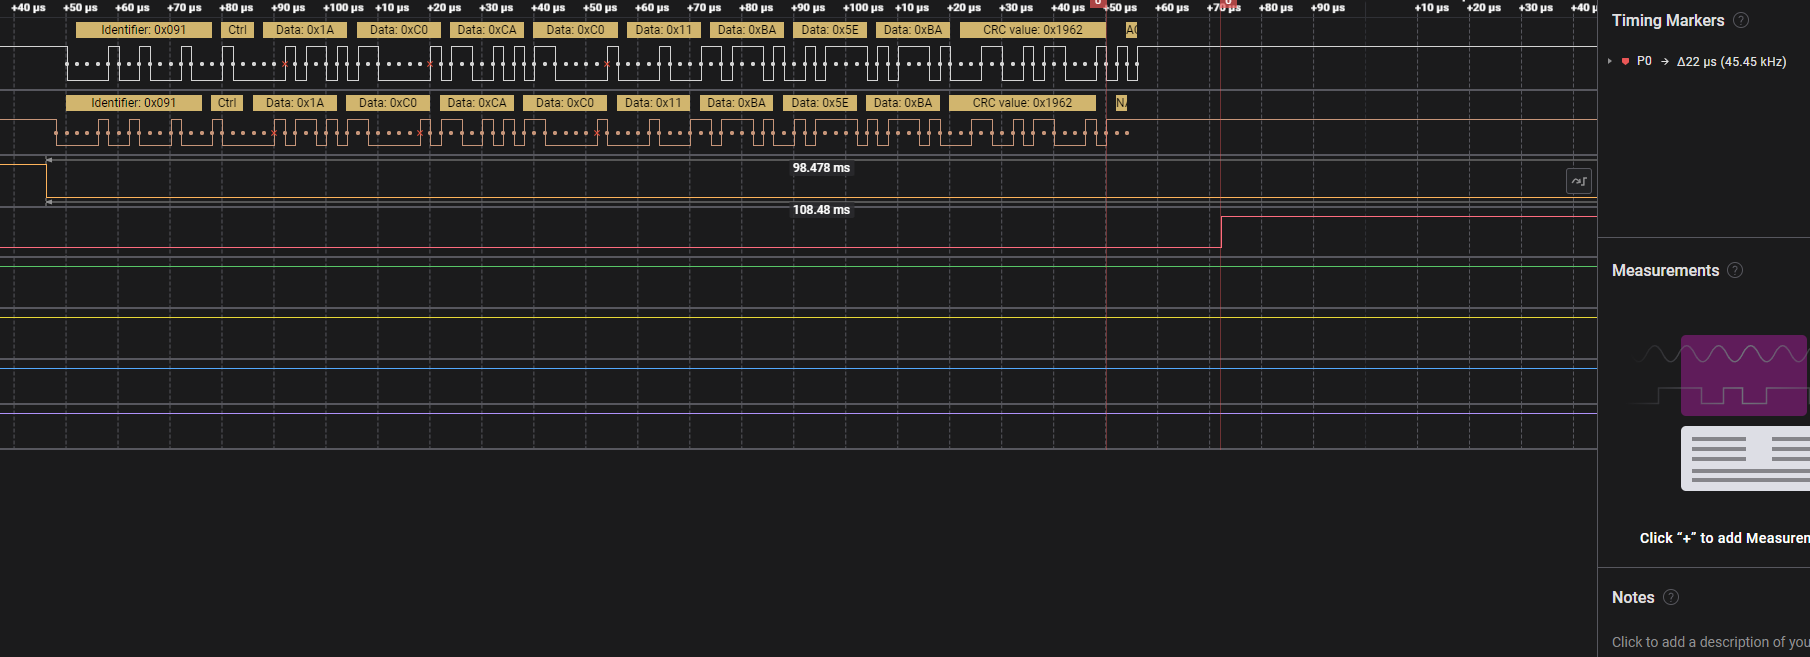 +40 µs +50 µs +60 µs +70 µs +80 µs +90 µs +100 µs +10 µs +20 µs +30 µs +40 µs +50 µs +60 µs +70 µs +80 µs +90 µs +100 µs +10 µs +20 µs +30 µs +40 µs +50 µs +60 µs +70 µs +80 µs +90 µs +10 µs +20 µs +30 µs +40 µ
Identifier: 0x091 Ctrl Data: 0x1A Data: 0xC0 Data: 0xCA Data: 0xC0 Data: 0x11 Data: 0xBA Data: 0x5E Data: 0xBA CRC value: 0x1962
Identifier: 0x091 Ctrl Data: 0x1A Data: 0xC0 Data: 0xCA Data: 0xC0 Data: 0x11 Data: 0xBA Data: 0x5E Data: 0xBA CRC value: 0x1962
98.478 ms
108.48 ms
Timing Markers ?
P0 → Δ22 µs (45.45 kHz)
Measurements ?
Click “+” to add Measurem
Notes ?
Click to add a description of you